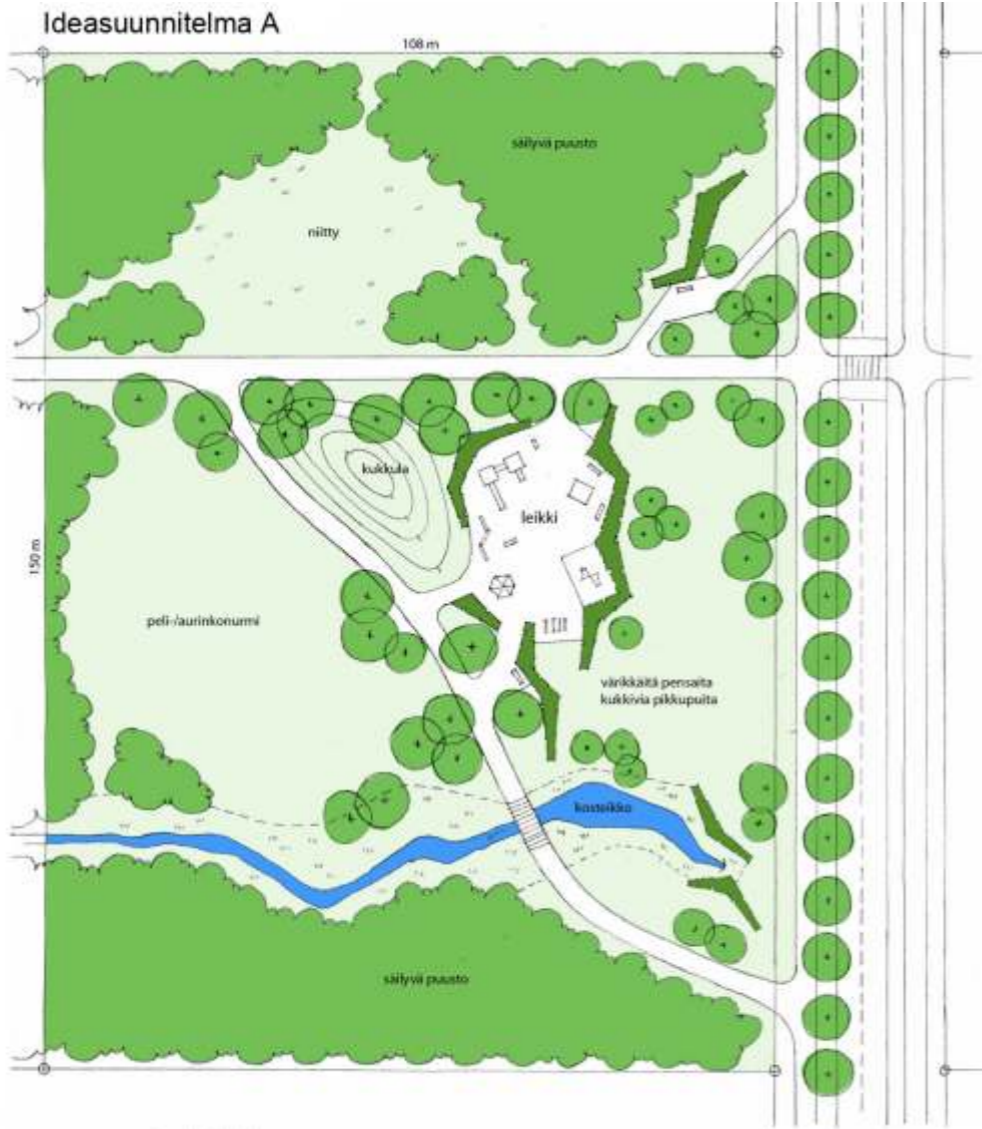 Ideasuunnitelma A
108 m
säilyvä puusto
niitty
kukkula
leikki
150 m
peli-/aurinkonurmi
värikkäitä pensaita
kukkivia pikkupuita
kosteikko
säilyvä puusto